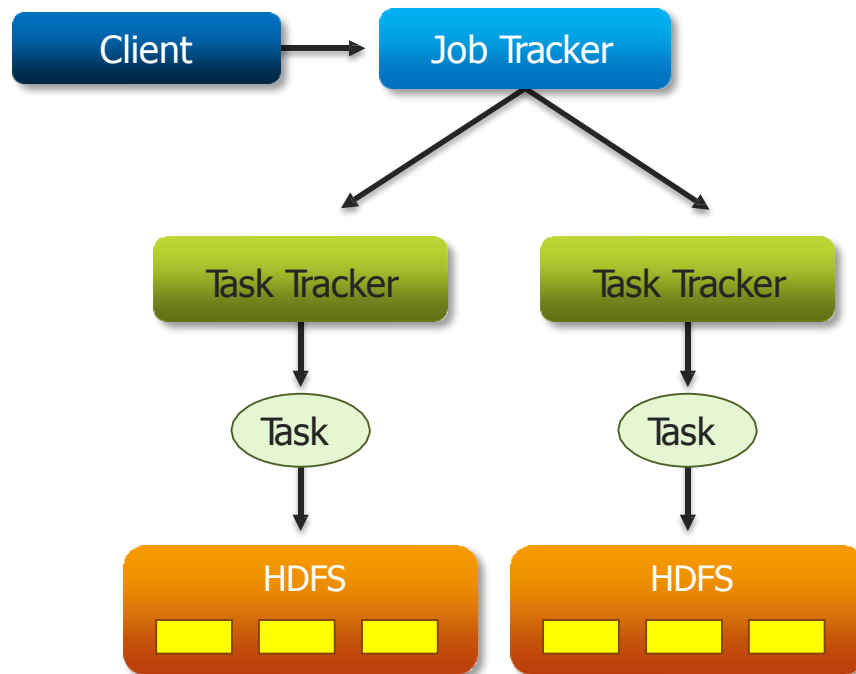 Client
Job Tracker
Task Tracker
Task Tracker
Task
Task
HDFS
HDFS